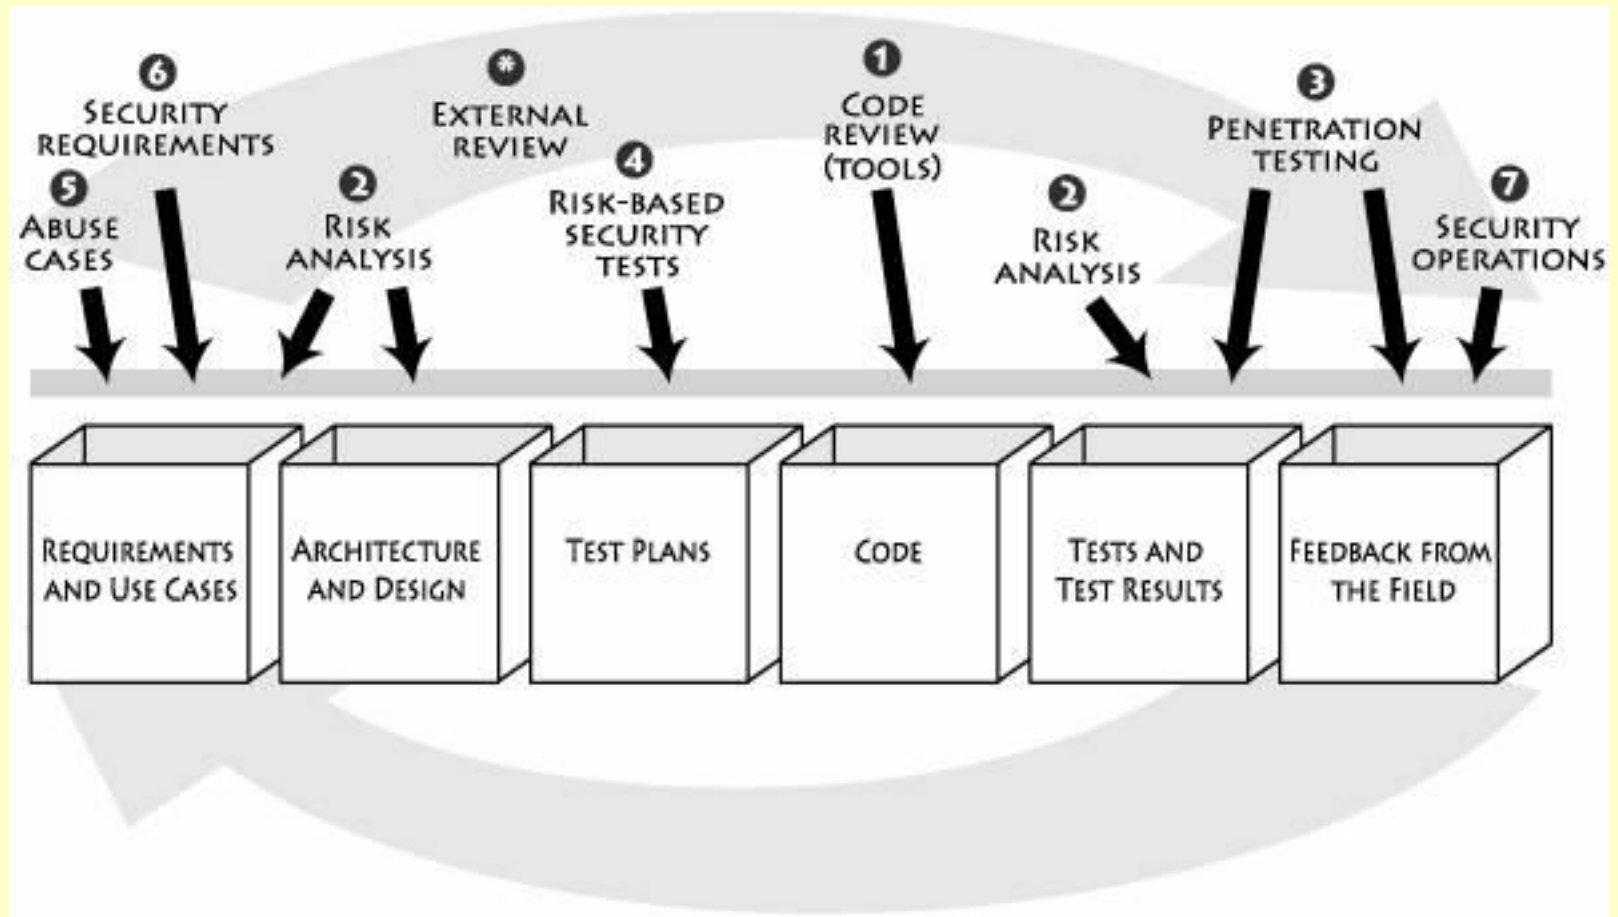 6
SECURITY
REQUIREMENTS
5
ABUSE
CASES
2
RISK
ANALYSIS
*
EXTERNAL
REVIEW
4
RISK-BASED
SECURITY
TESTS
1
CODE
REVIEW
(TOOLS)
2
RISK
ANALYSIS
3
PENETRATION
TESTING
7
SECURITY
OPERATIONS
REQUIREMENTS
AND USE CASES
ARCHITECTURE
AND DESIGN
TEST PLANS
CODE
TESTS AND
TEST RESULTS
FEEDBACK FROM
THE FIELD